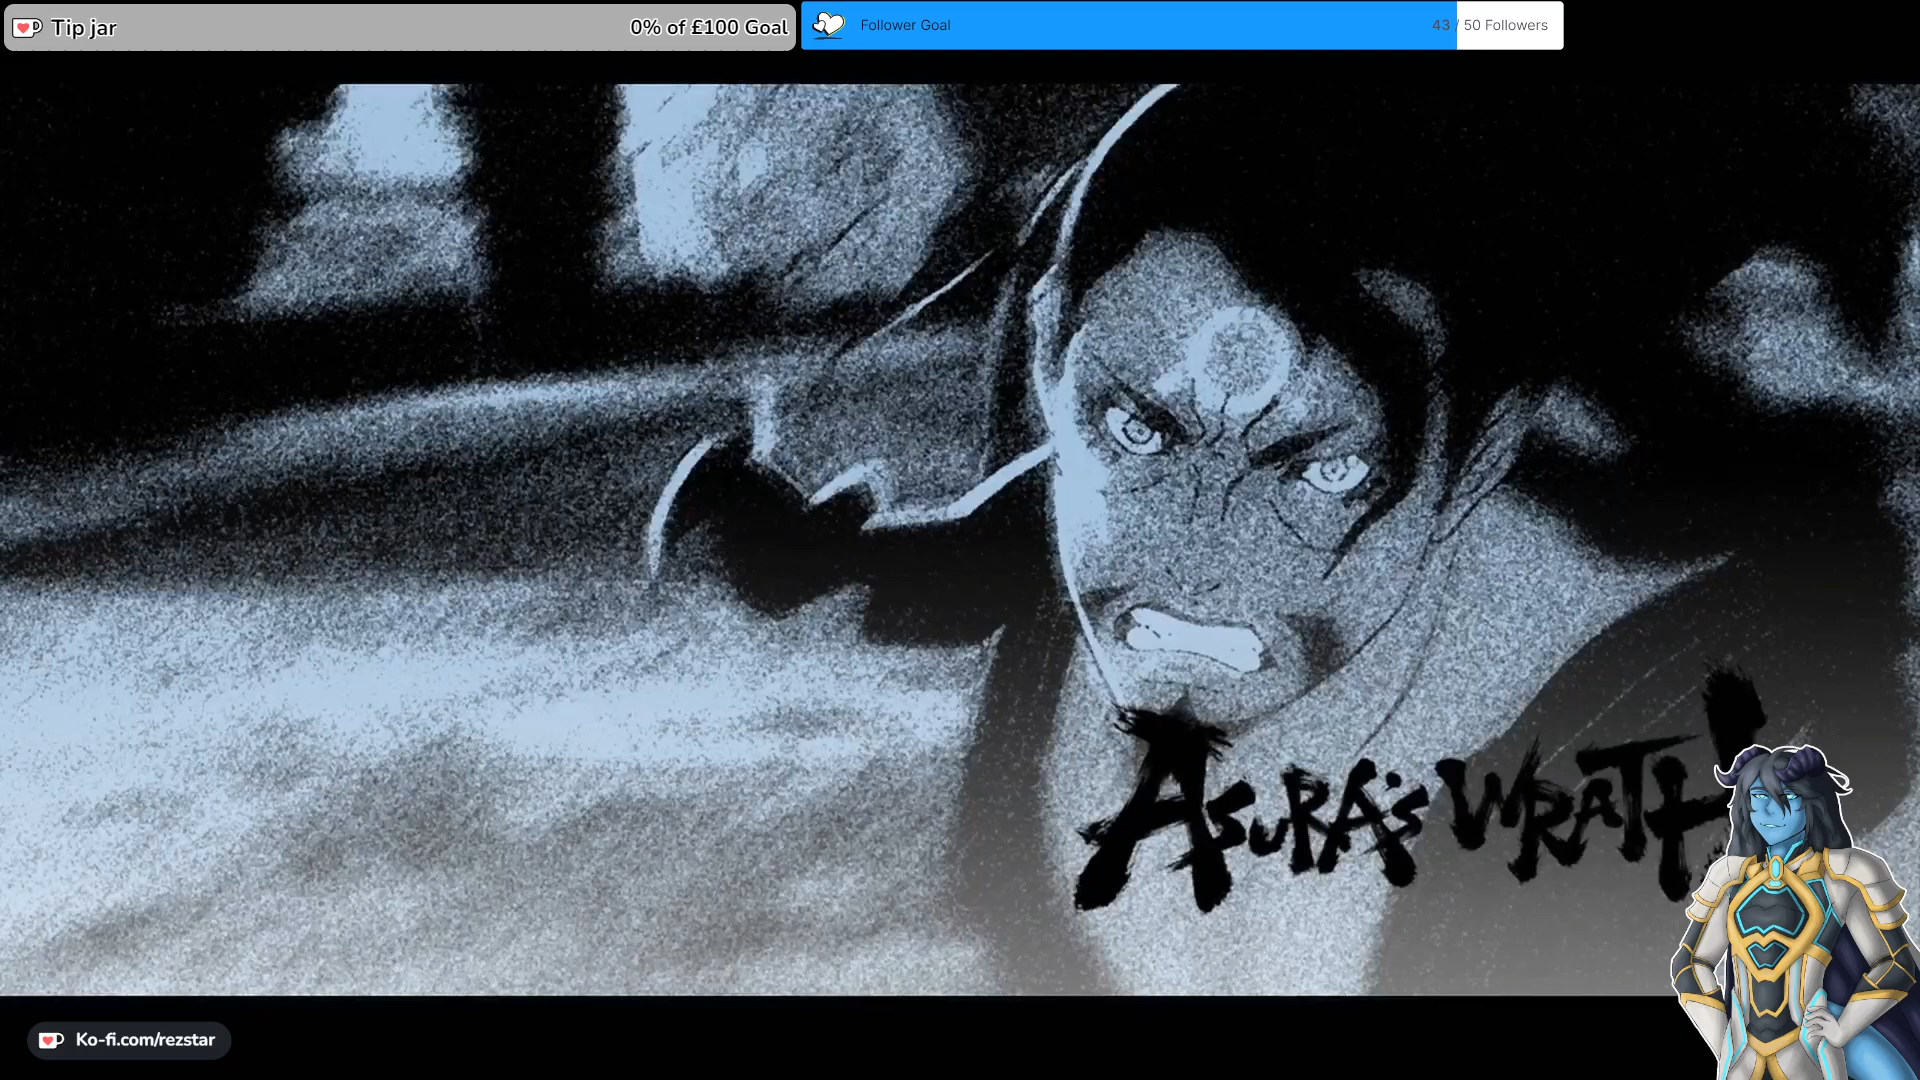 Tip jar
0% of £100 Goal
Follower Goal
43 / 50 Followers
ASURA'S WRATH
Ko-fi.com/rezstar